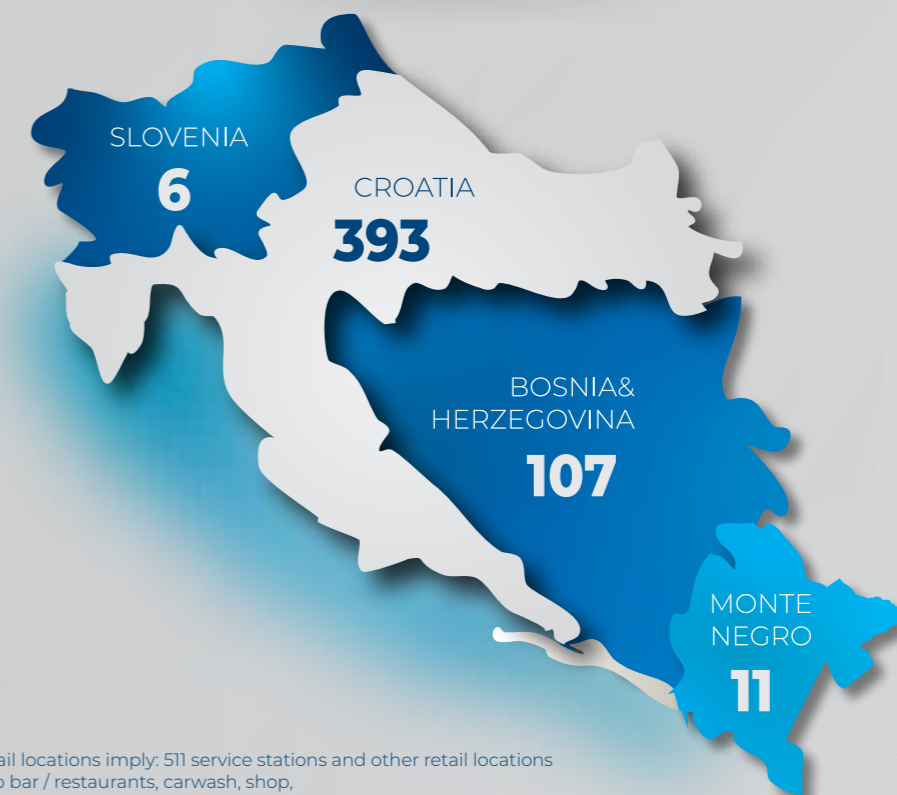 SLOVENIA
6
CROATIA
393
BOSNIA&
HERZEGOVINA
107
MONTE
NEGRO
11
locations imply: 511 service stations and other retail locations
bar / restaurants, carwash, shop,